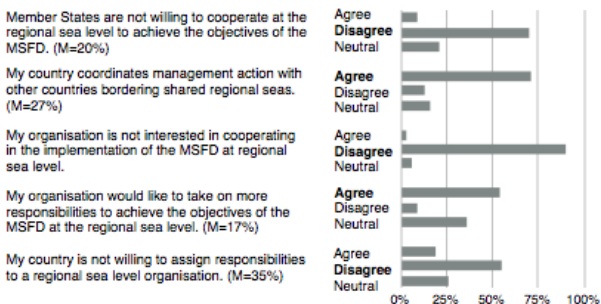 Member States are not willing to cooperate at the
regional sea level to achieve the objectives of the
MSFD. (M=20%)
Agree
Disagree
Neutral
My country coordinates management action with
other countries bordering shared regional seas.
(M=27%)
Agree
Disagree
Neutral
My organisation is not interested in cooperating
in the implementation of the MSFD at regional
sea level.
Agree
Disagree
Neutral
My organisation would like to take on more
responsibilities to achieve the objectives of the
MSFD at the regional sea level. (M=17%)
Agree
Disagree
Neutral
My country is not willing to assign responsibilities
to a regional sea level organisation. (M=35%)
Agree
Disagree
Neutral
0% 25% 50% 75% 100%